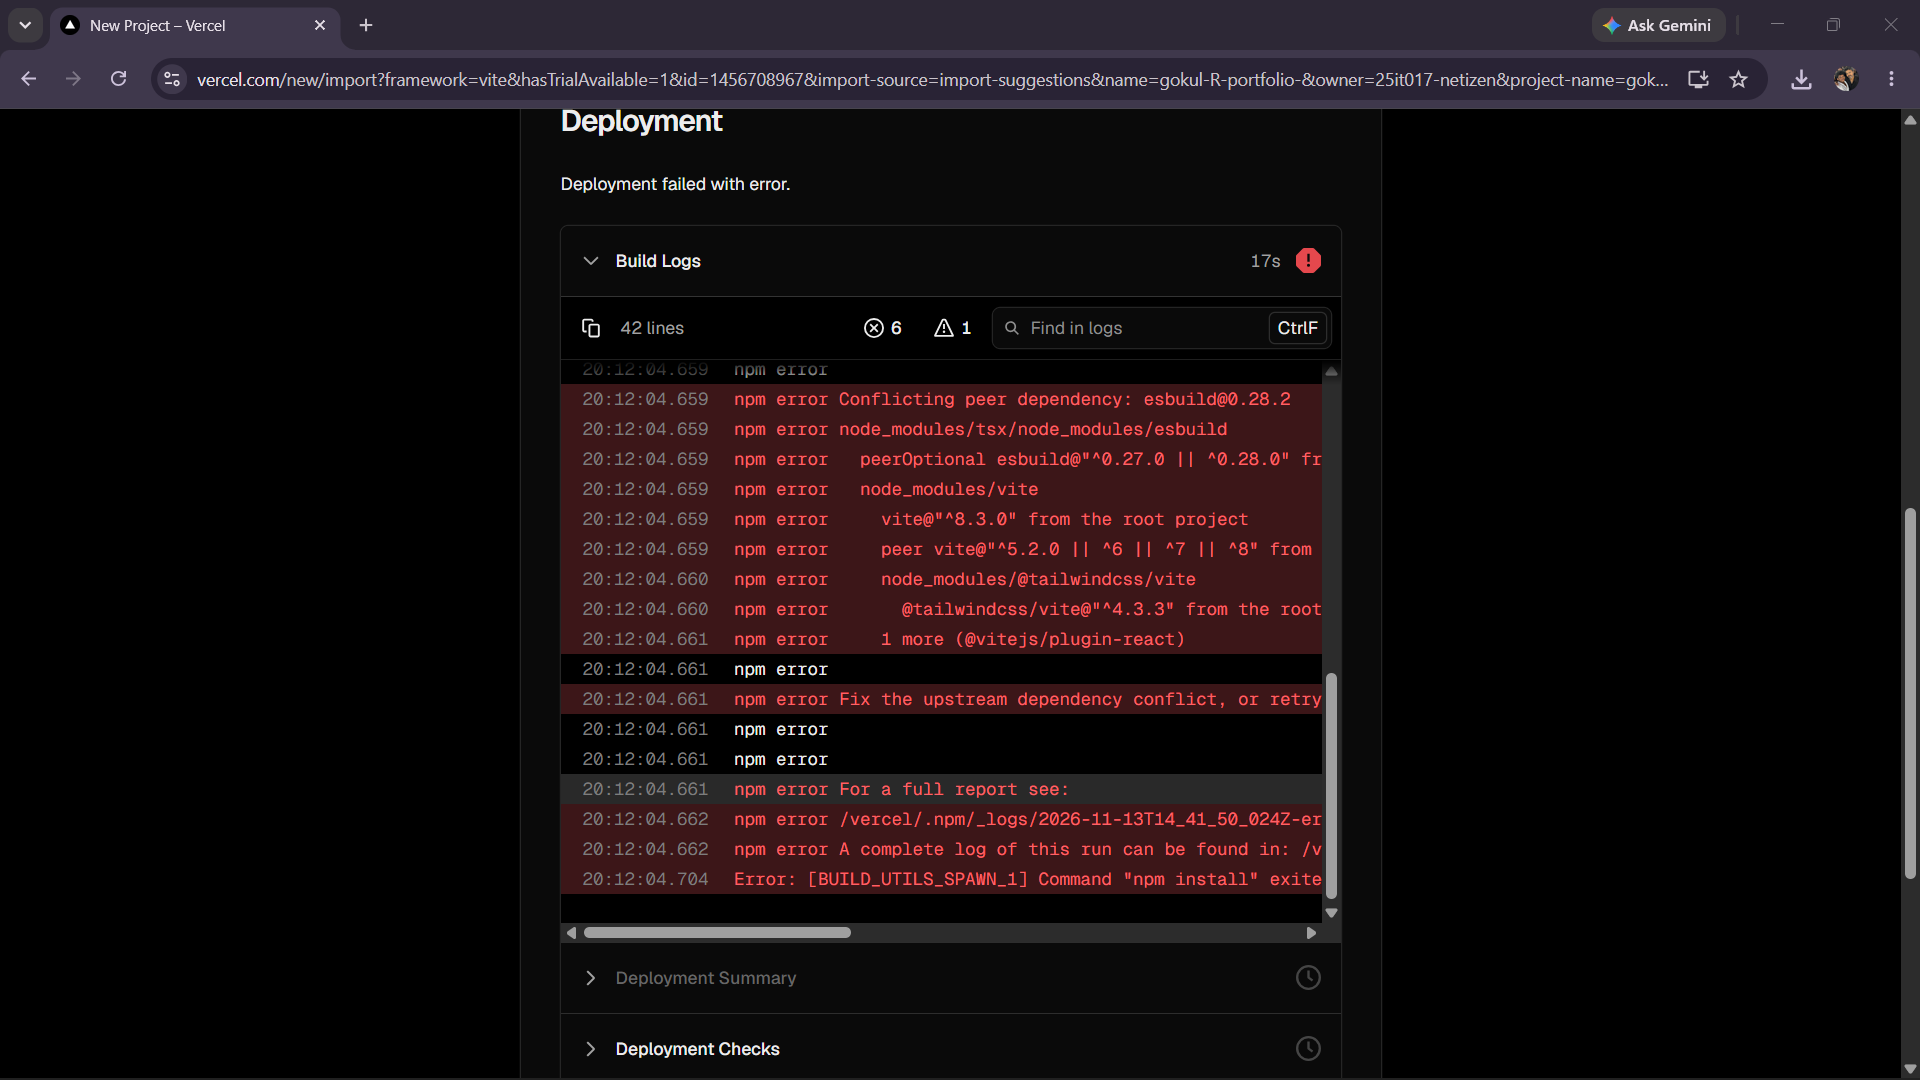 New Project – Vercel
Ask Gemini
vercel.com/new/import?framework=vite&hasTrialAvailable=1&id=1456708967&import-source=import-suggestions&name=gokul-R-portfolio-&owner=25it017-netizen&project-name=gok...
Deployment
Deployment failed with error.
Build Logs
17s
42 lines
6
1
Find in logs
CtrlF
20:12:04.659 npm error
20:12:04.659 npm error Conflicting peer dependency: esbuild@0.28.2
20:12:04.659 npm error node_modules/tsx/node_modules/esbuild
20:12:04.659 npm error   peerOptional esbuild@"^0.27.0 || ^0.28.0" fr
20:12:04.659 npm error   node_modules/vite
20:12:04.659 npm error     vite@"^8.3.0" from the root project
20:12:04.659 npm error     peer vite@"^5.2.0 || ^6 || ^7 || ^8" from
20:12:04.660 npm error     node_modules/@tailwindcss/vite
20:12:04.660 npm error       @tailwindcss/vite@"^4.3.3" from the root
20:12:04.661 npm error     1 more (@vitejs/plugin-react)
20:12:04.661 npm error
20:12:04.661 npm error Fix the upstream dependency conflict, or retry
20:12:04.661 npm error
20:12:04.661 npm error
20:12:04.661 npm error For a full report see:
20:12:04.662 npm error /vercel/.npm/_logs/2026-11-13T14_41_50_024Z-er
20:12:04.662 npm error A complete log of this run can be found in: /v
20:12:04.704 Error: [BUILD_UTILS_SPAWN_1] Command "npm install" exite
Deployment Summary
Deployment Checks